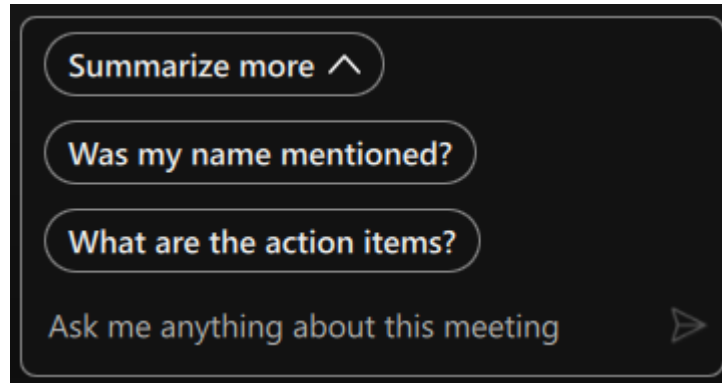 Summarize more
Was my name mentioned?
What are the action items?
Ask me anything about this meeting